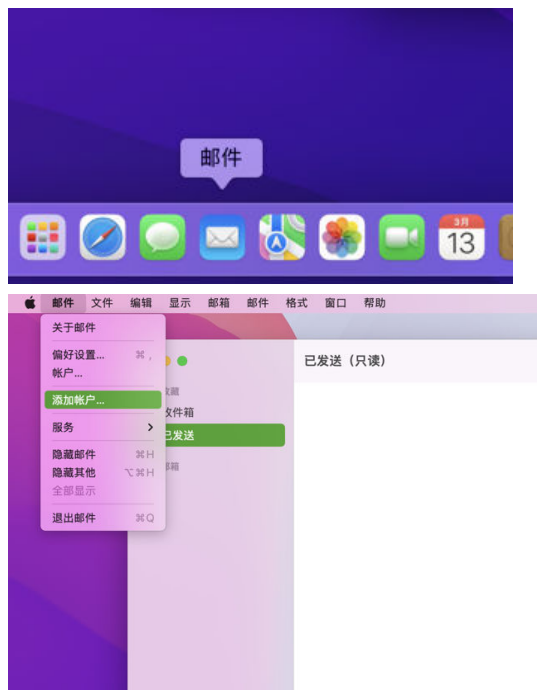 邮件
3月
13
邮件 文件 编辑 显示 邮箱 邮件 格式 窗口 帮助
关于邮件
偏好设置... ⌘ ,
帐户...
添加帐户...
服务
隐藏邮件 ⌘H
隐藏其他 ⌥⌘H
全部显示
退出邮件 ⌘Q
已发送(只读)
收件箱
已发送